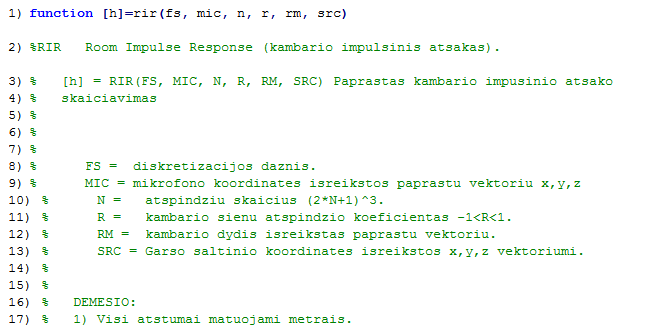 1) function [h]=rir(fs, mic, n, r, rm, src)
2) %RIR   Room Impulse Response (kambario impulsinis atsakas).
3) %   [h] = RIR(FS, MIC, N, R, RM, SRC) Paprastas kambario impusinio atsako
4) %   skaiciavimas
5) %
6) %
7) %
8) %      FS =  diskretizacijos daznis.
9) %      MIC = mikrofono koordinates isreikstos paprastu vektoriu x,y,z
10) %      N =   atspindziu skaicius (2*N+1)^3.
11) %      R =   kambario sienu atspindzio koeficientas -1<R<1.
12) %      RM =  kambario dydis isreikstas paprastu vektoriu.
13) %      SRC = Garso saltinio koordinates isreikstos x,y,z vektoriumi.
14) %
15) %
16) %   DEMESIO:
17) %   1) Visi atstumai matuojami metrais.